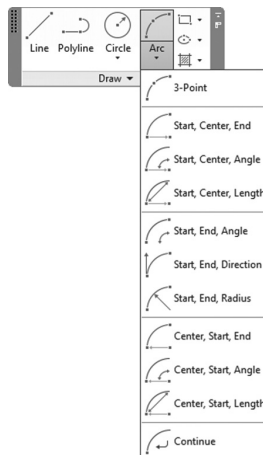 Line Polyline Circle Arc
Draw
3-Point
Start, Center, End
Start, Center, Angle
Start, Center, Length
Start, End, Angle
Start, End, Direction
Start, End, Radius
Center, Start, End
Center, Start, Angle
Center, Start, Length
Continue